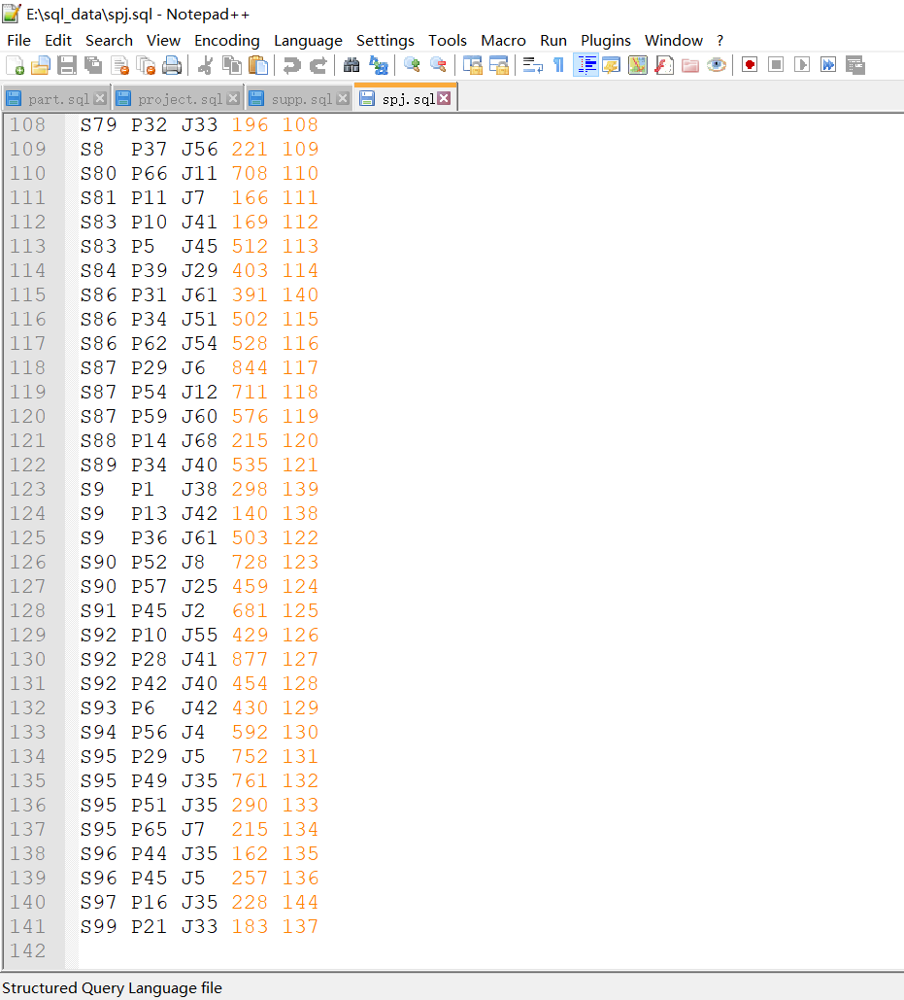 E:\sql_data\spj.sql - Notepad++
File Edit Search View Encoding Language Settings Tools Macro Run Plugins Window ?
part.sql project.sql supp.sql spj.sql
108 S79 P32 J33 196 108
109 S8 P37 J56 221 109
110 S80 P66 J11 708 110
111 S81 P11 J7 166 111
112 S83 P10 J41 169 112
113 S83 P5 J45 512 113
114 S84 P39 J29 403 114
115 S86 P31 J61 391 140
116 S86 P34 J51 502 115
117 S86 P62 J54 528 116
118 S87 P29 J6 844 117
119 S87 P54 J12 711 118
120 S87 P59 J60 576 119
121 S88 P14 J68 215 120
122 S89 P34 J40 535 121
123 S9 P1 J38 298 139
124 S9 P13 J42 140 138
125 S9 P36 J61 503 122
126 S90 P52 J8 728 123
127 S90 P57 J25 459 124
128 S91 P45 J2 681 125
129 S92 P10 J55 429 126
130 S92 P28 J41 877 127
131 S92 P42 J40 454 128
132 S93 P6 J42 430 129
133 S94 P56 J4 592 130
134 S95 P29 J5 752 131
135 S95 P49 J35 761 132
136 S95 P51 J35 290 133
137 S95 P65 J7 215 134
138 S96 P44 J35 162 135
139 S96 P45 J5 257 136
140 S97 P16 J35 228 144
141 S99 P21 J33 183 137
142
Structured Query Language file